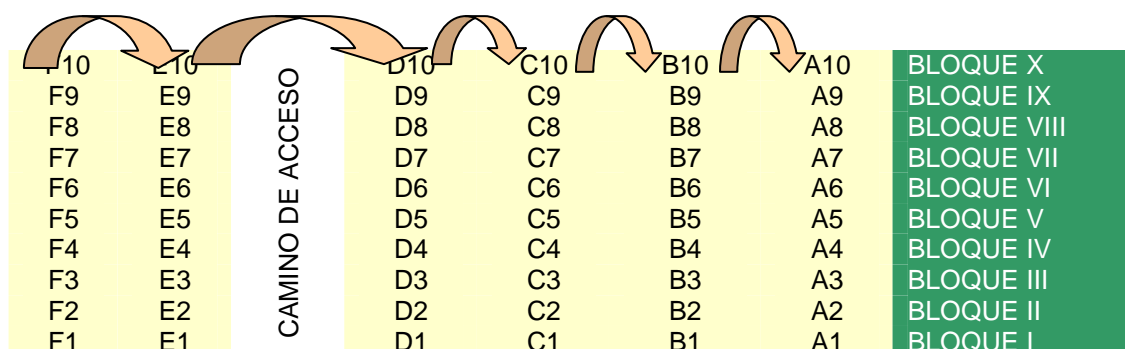 F10 E10 D10 C10 B10 A10 BLOQUE X
F9 E9 D9 C9 B9 A9 BLOQUE IX
F8 E8 D8 C8 B8 A8 BLOQUE VIII
F7 E7 D7 C7 B7 A7 BLOQUE VII
F6 E6 D6 C6 B6 A6 BLOQUE VI
F5 E5 D5 C5 B5 A5 BLOQUE V
F4 E4 D4 C4 B4 A4 BLOQUE IV
F3 E3 D3 C3 B3 A3 BLOQUE III
F2 E2 D2 C2 B2 A2 BLOQUE II
F1 E1 D1 C1 B1 A1 BLOQUE I
CAMINO DE ACCESO